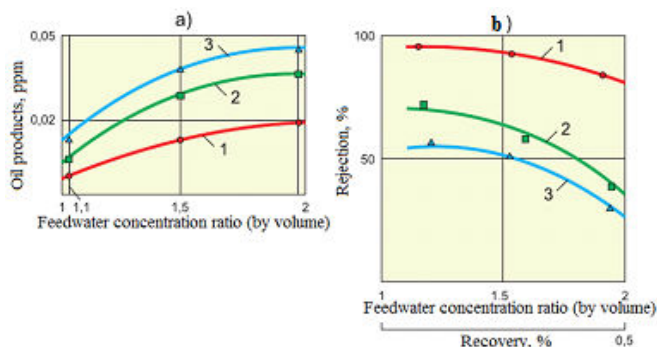 a)
0,05
0,02
Oil products, ppm
3
2
1
1 1,1 1,5 2
Feedwater concentration ratio (by volume)
b)
100
50
Rejection, %
1
2
3
1 1.5 2
Feedwater concentration ratio (by volume)
Recovery, % 0,5